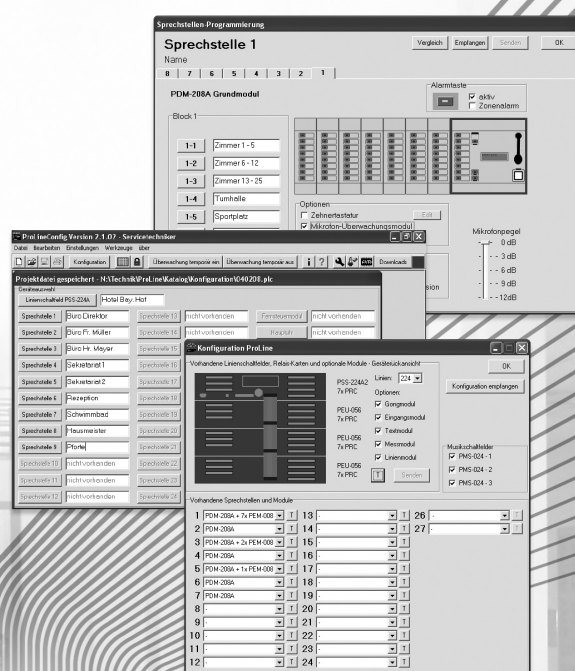 Sprechstellen-Programmierung
Sprechstelle 1
Vergleich Empfangen Senden OK
Name
8 7 6 5 4 3 2 1
PDM-208A Grundmodul
Alarmtaste
aktiv
Zonenalarm
Block 1
1-1 Zimmer 1 - 5
1-2 Zimmer 6 - 12
1-3 Zimmer 13 - 25
1-4 Turnhalle
1-5 Sportplatz
Optionen
Zehnertastatur Edit
Mikrofon-Überwachungsmodul
Mikrofonpegel
0 dB
- 3 dB
- 6 dB
- 9 dB
-12dB
sion
ProLineConfig Version 2.1.02 - Servicetechniker
Datei Bearbeiten Einstellungen Werkzeuge über
Konfiguration Überwachung temporär ein Überwachung temporär aus Downloads
Projektdatei gespeichert - N:\Technik\ProLine\Katalog\Konfiguration\040208.plc
Geräteauswahl
Linienschaltfeld PSS-224A Hotel Bay. Hof
Sprechstelle 1 Büro Direktor Sprechstelle 13 nicht vorhanden Fernsteuermodul nicht vorhanden
Sprechstelle 2 Büro Fr. Müller Sprechstelle 14 nicht vorhanden Hauptuhr nicht vorhanden
Sprechstelle 3 Büro Hr. Mayer Sprechstelle 15
Sprechstelle 4 Sekretariat 1 Sprechstelle 16
Sprechstelle 5 Sekretariat 2 Sprechstelle 17
Sprechstelle 6 Rezeption Sprechstelle 18
Sprechstelle 7 Schwimmbad Sprechstelle 19
Sprechstelle 8 Hausmeister Sprechstelle 20
Sprechstelle 9 Pforte Sprechstelle 21
Sprechstelle 10 nicht vorhanden Sprechstelle 22
Sprechstelle 11 nicht vorhanden Sprechstelle 23
Sprechstelle 12 nicht vorhanden Sprechstelle 24
Konfiguration ProLine
Vorhandene Linienschaltfelder, Relais-Karten und optionale Module - Geräterückansicht
OK
Konfiguration empfangen
PSS-224A2
7x PRC
PEU-056
7x PRC
PEU-056
7x PRC
PEU-056
7x PRC
Linien: 224
Optionen:
Gongmodul
Eingangsmodul
Textmodul
Messmodul
Linienmodul
T Senden
Musikschaltfelder
PMS-024 - 1
PMS-024 - 2
PMS-024 - 3
Vorhandene Sprechstellen und Module
1 PDM-208A + 7x PEM-008 T 13 - T 26 - T
2 PDM-208A T 14 - T 27 - T
3 PDM-208A + 2x PEM-008 T 15 - T
4 PDM-208A T 16 - T
5 PDM-208A + 1x PEM-008 T 17 - T
6 PDM-208A T 18 - T
7 PDM-208A T 19 - T
8 - T 20 - T
9 - T 21 - T
10 - T 22 - T
11 - T 23 - T
12 - T 24 - T